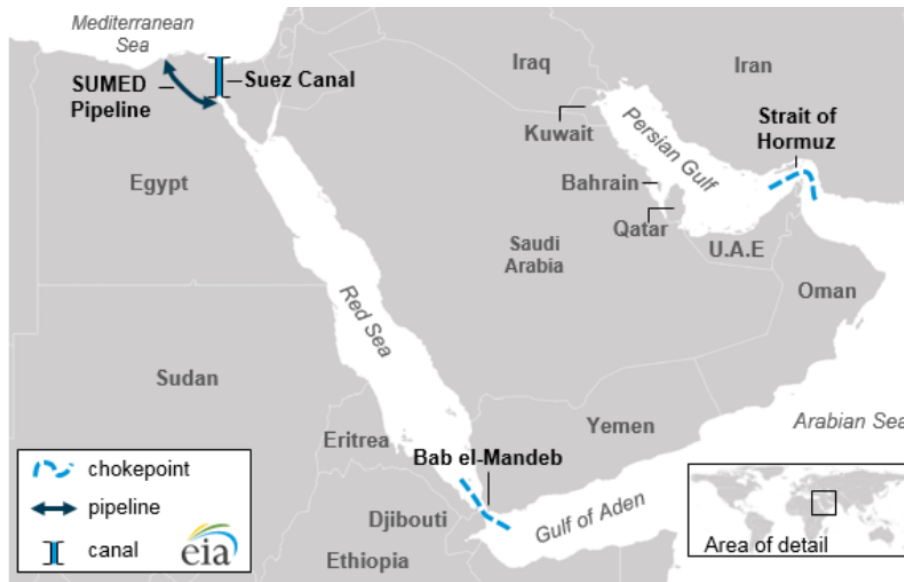 Mediterranean
Sea
SUMED
Pipeline
Suez Canal
Iraq
Iran
Kuwait
Persian Gulf
Strait of
Hormuz
Egypt
Bahrain
Qatar
Saudi
Arabia
U.A.E
Oman
Red Sea
Sudan
Eritrea
Yemen
Arabian Sea
Bab el-Mandeb
Djibouti
Gulf of Aden
Ethiopia
chokepoint
pipeline
canal
eia
Area of detail